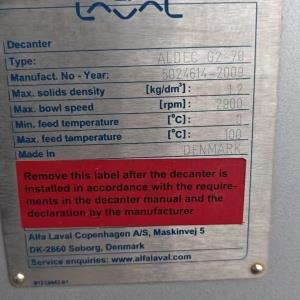 LAVAL
Decanter
Type: ALDEC G2-70
Manufact. No - Year: 5024614-2009
Max. solids density [kg/dm³]: 1.2
Max. bowl speed [rpm]: 2900
Min. feed temperature [°C]: 0
Max. feed temperature [°C]: 100
Made in DENMARK
Remove this label after the decanter is
installed in accordance with the require-
ments in the decanter manual and the
declaration by the manufacturer
Alfa Laval Copenhagen A/S, Maskinvej 5
DK-2860 Søborg, Denmark
Service enquiries: www.alfalaval.com